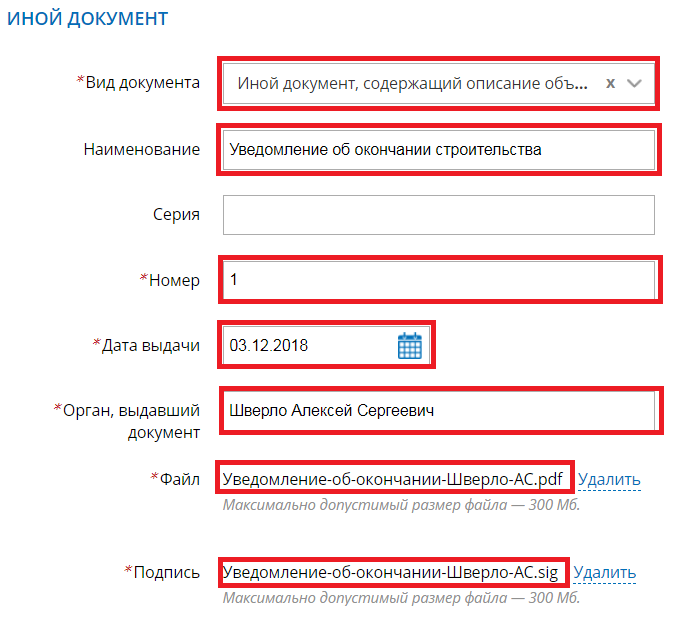 ИНОЙ ДОКУМЕНТ
*Вид документа
Иной документ, содержащий описание объ... x
Наименование
Уведомление об окончании строительства
Серия
*Номер
1
*Дата выдачи
03.12.2018
*Орган, выдавший
документ
Шверло Алексей Сергеевич
*Файл
Уведомление-об-окончании-Шверло-АС.pdf Удалить
Максимально допустимый размер файла — 300 Мб.
*Подпись
Уведомление-об-окончании-Шверло-АС.sig Удалить
Максимально допустимый размер файла — 300 Мб.